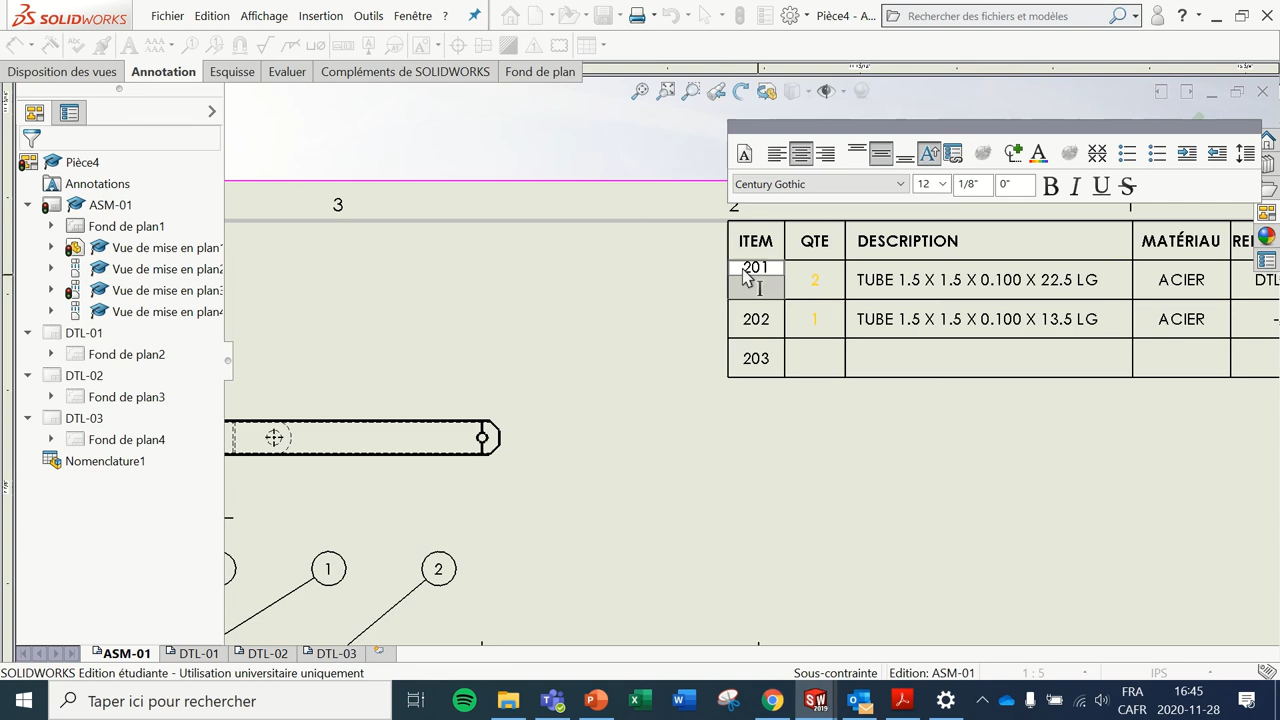 SOLIDWORKS Fichier Edition Affichage Insertion Outils Fenêtre ? Pièce4 - A... Rechercher des fichiers et modèles ?
Disposition des vues Annotation Esquisse Evaluer Compléments de SOLIDWORKS Fond de plan
Century Gothic 12 1/8" 0" B I U S
Pièce4
Annotations
ASM-01
Fond de plan1
Vue de mise en plan1
Vue de mise en plan2
Vue de mise en plan3
Vue de mise en plan4
DTL-01
Fond de plan2
DTL-02
Fond de plan3
DTL-03
Fond de plan4
Nomenclature1
3 2
ITEM QTE DESCRIPTION MATÉRIAU REF
201 2 TUBE 1.5 X 1.5 X 0.100 X 22.5 LG ACIER DTL
202 1 TUBE 1.5 X 1.5 X 0.100 X 13.5 LG ACIER -
203
1 2
ASM-01 DTL-01 DTL-02 DTL-03
SOLIDWORKS Edition étudiante - Utilisation universitaire uniquement Sous-contrainte Edition: ASM-01 1 : 5 IPS
Taper ici pour rechercher FRA 16:45
CAFR 2020-11-28